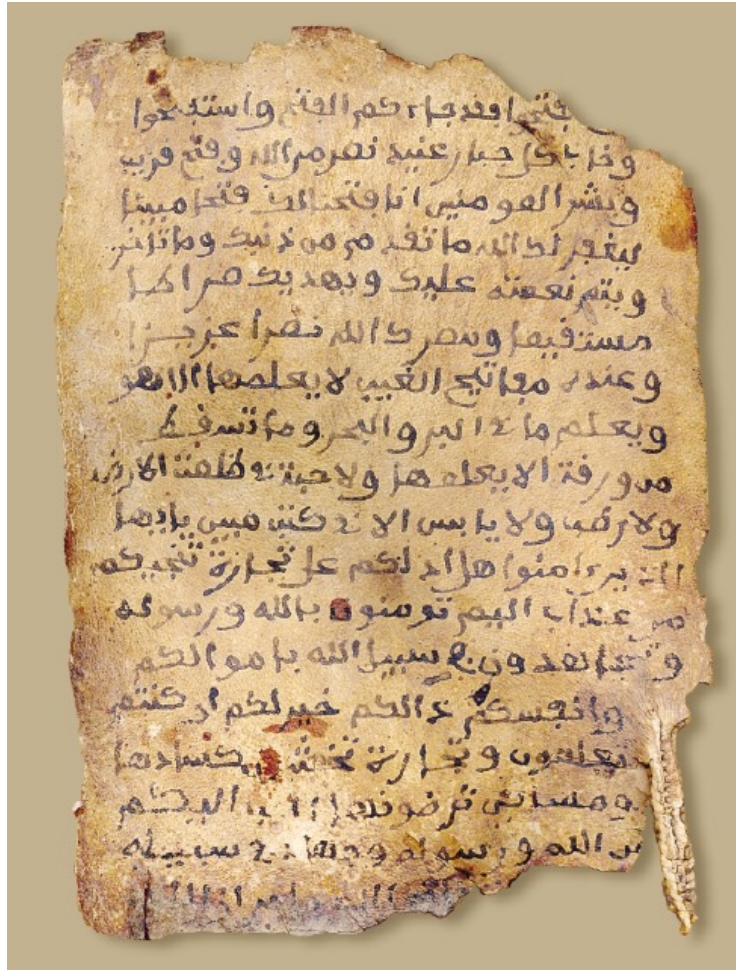 فقد جاءكم الفتح واستفتحوا
وخاب كل جبار عنيد نصر من الله وفتح قريب
وبشر المومنين انا فتحنا لك فتحا مبينا
ليغفر لك الله ما تقدم من ذنبك وما تاخر
ويتم نعمته عليك ويهديك صراطا
مستقيما وينصرك الله نصرا عزيزا
وعنده مفاتيح الغيب لا يعلمها الا هو
ويعلم ما في البر والبحر وما تسقط
من ورقة الا يعلمها ولا حبة في ظلمت الارض
ولا رطب ولا يابس الا في كتب مبين يايها
الذين ءامنوا هل ادلكم على تجارة تنجيكم
من عذاب اليم تومنون بالله ورسوله
وتجاهدون في سبيل الله باموالكم
وانفسكم ذالكم خير لكم ان كنتم
تعلمون وتجارة تخشون كسادها
ومساكن ترضونها احب اليكم
من الله ورسوله وجهاد في سبيله